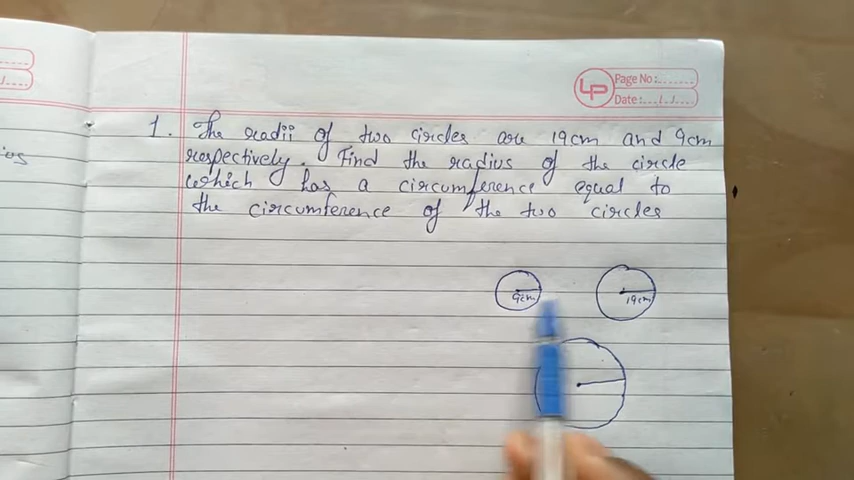 LP Page No:.......
Date:.../.../....
1. The radii of two circles are 19cm and 9cm
respectively. Find the radius of the circle
which has a circumference equal to
the circumference of the two circles
9cm
19cm